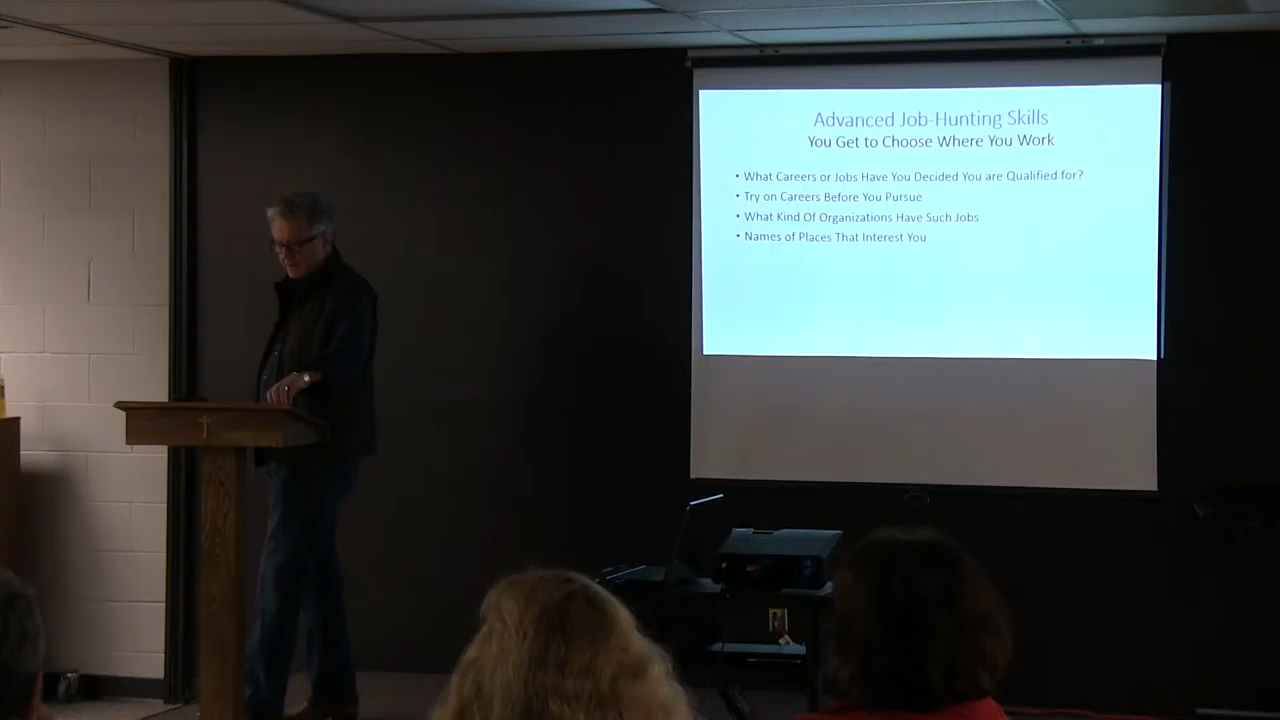 Advanced Job-Hunting Skills
You Get to Choose Where You Work
• What Careers or Jobs Have You Decided You are Qualified for?
• Try on Careers Before You Pursue
• What Kind Of Organizations Have Such Jobs
• Names of Places That Interest You